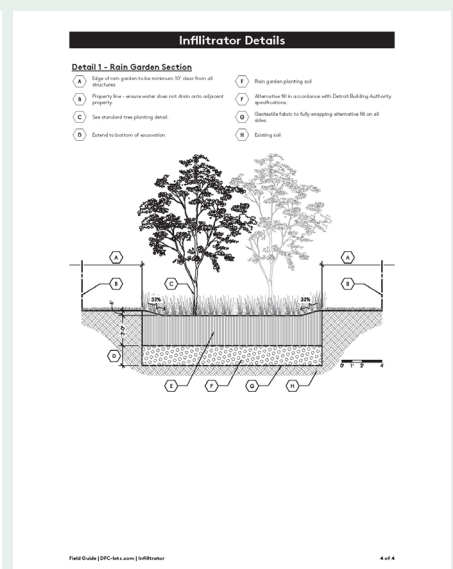 Infiltrator Details
Detail 1 - Rain Garden Section
A Edge of rain garden to be minimum 10' clear from all
structures.
B Property line - ensure water does not drain onto adjacent
property.
C See standard tree planting detail.
D Extend to bottom of excavation.
E Rain garden planting soil
F Alternative fill in accordance with Detroit Building Authority
specifications.
G Geotextile fabric to fully wrapping alternative fill on all
sides.
H Existing soil
A
A
B
C
B
33%
33%
6"
2'-0"
D
0' 1' 2' 4'
E
F
G
H
Field Guide | DFC-lots.com | Infiltrator
4 of 4